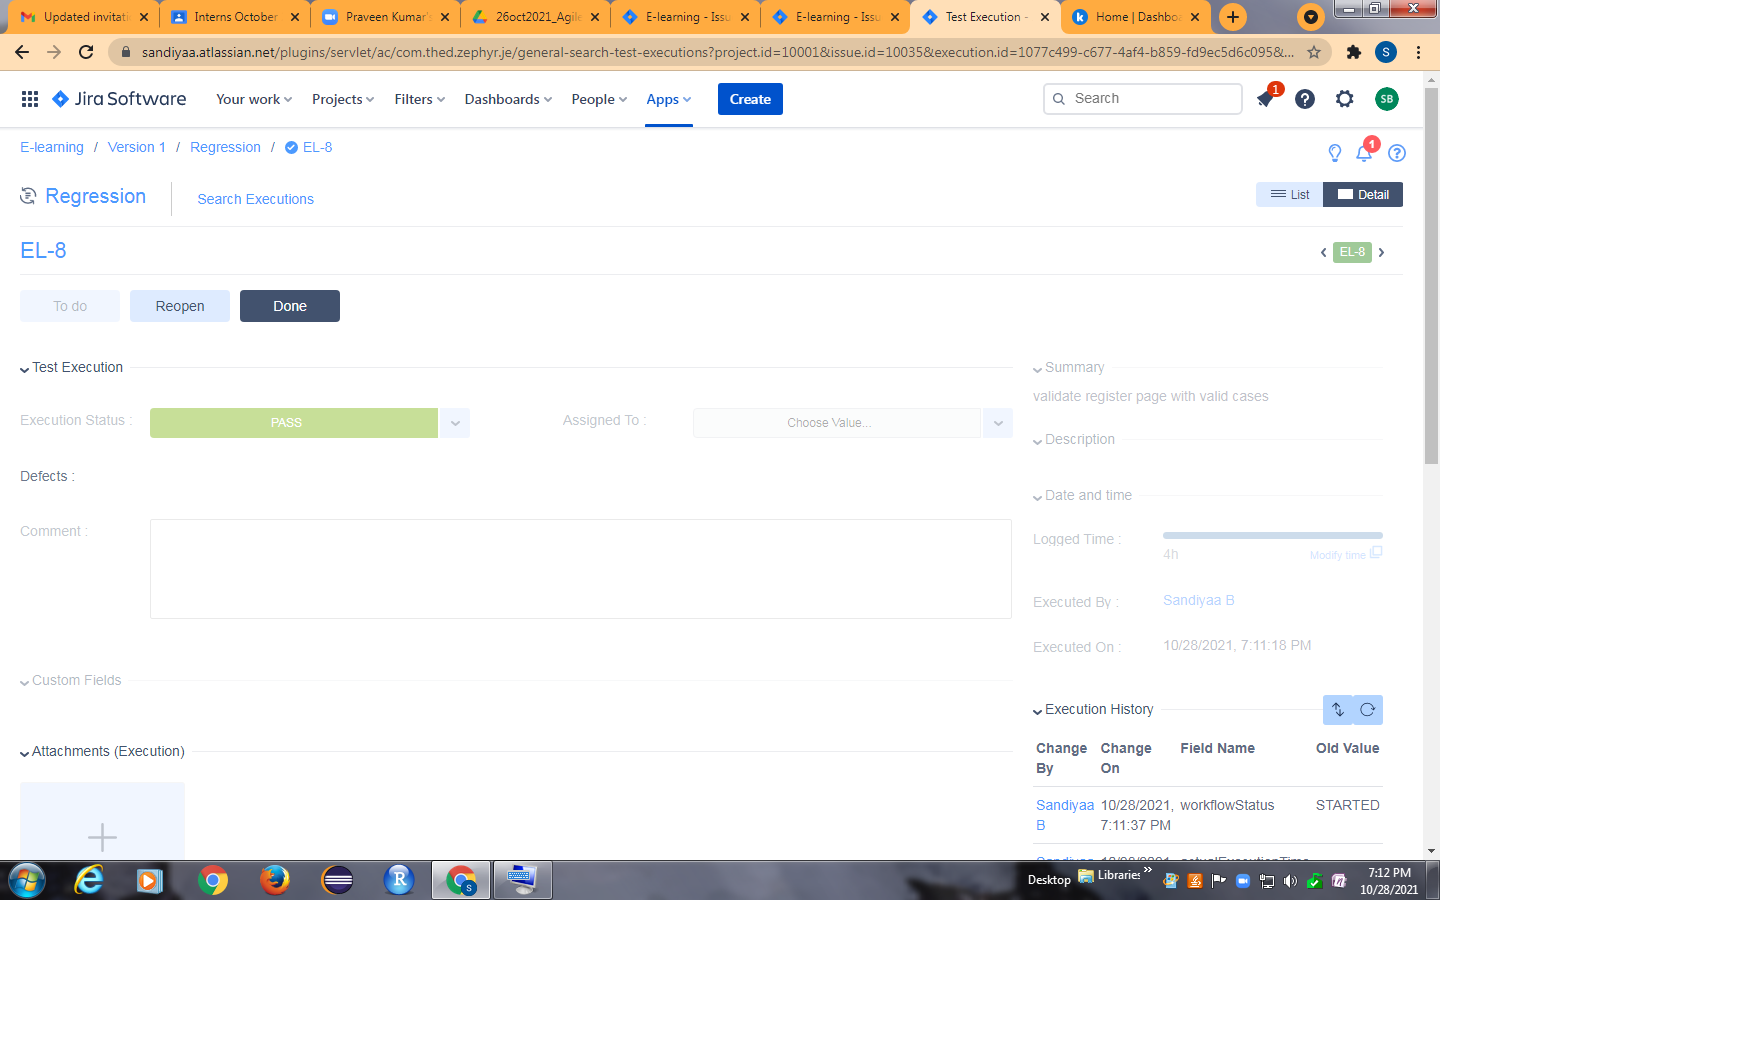 Updated invitati
Interns October
Praveen Kumar's
26oct2021_Agile
E-learning - Issu
E-learning - Issu
Test Execution -
Home | Dashboa
sandiyaa.atlassian.net/plugins/servlet/ac/com.thed.zephyr.je/general-search-test-executions?project.id=10001&issue.id=10035&execution.id=1077c499-c677-4af4-b859-fd9ec5d6c095&...
S
Jira Software
Your work
Projects
Filters
Dashboards
People
Apps
Create
Search
1
SB
E-learning / Version 1 / Regression / EL-8
1
Regression
Search Executions
List
Detail
EL-8
EL-8
To do
Reopen
Done
Test Execution
Execution Status :
PASS
Assigned To :
Choose Value...
Defects :
Comment :
Custom Fields
Attachments (Execution)
Summary
validate register page with valid cases
Description
Date and time
Logged Time :
4h
Modify time
Executed By :
Sandiyaa B
Executed On :
10/28/2021, 7:11:18 PM
Execution History
Change By
Change On
Field Name
Old Value
Sandiyaa B
10/28/2021, 7:11:37 PM
workflowStatus
STARTED
Desktop
Libraries
7:12 PM
10/28/2021